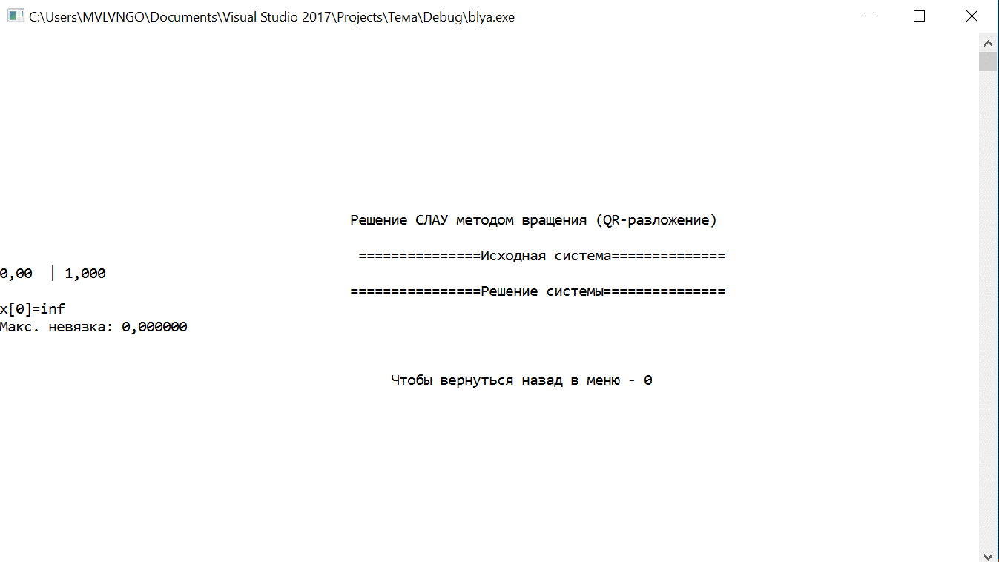 C:\Users\MVLVNGO\Documents\Visual Studio 2017\Projects\Тема\Debug\blya.exe
Решение СЛАУ методом вращения (QR-разложение)
===============Исходная система==============
0,00 | 1,000
================Решение системы===============
x[0]=inf
Макс. невязка: 0,000000
Чтобы вернуться назад в меню - 0